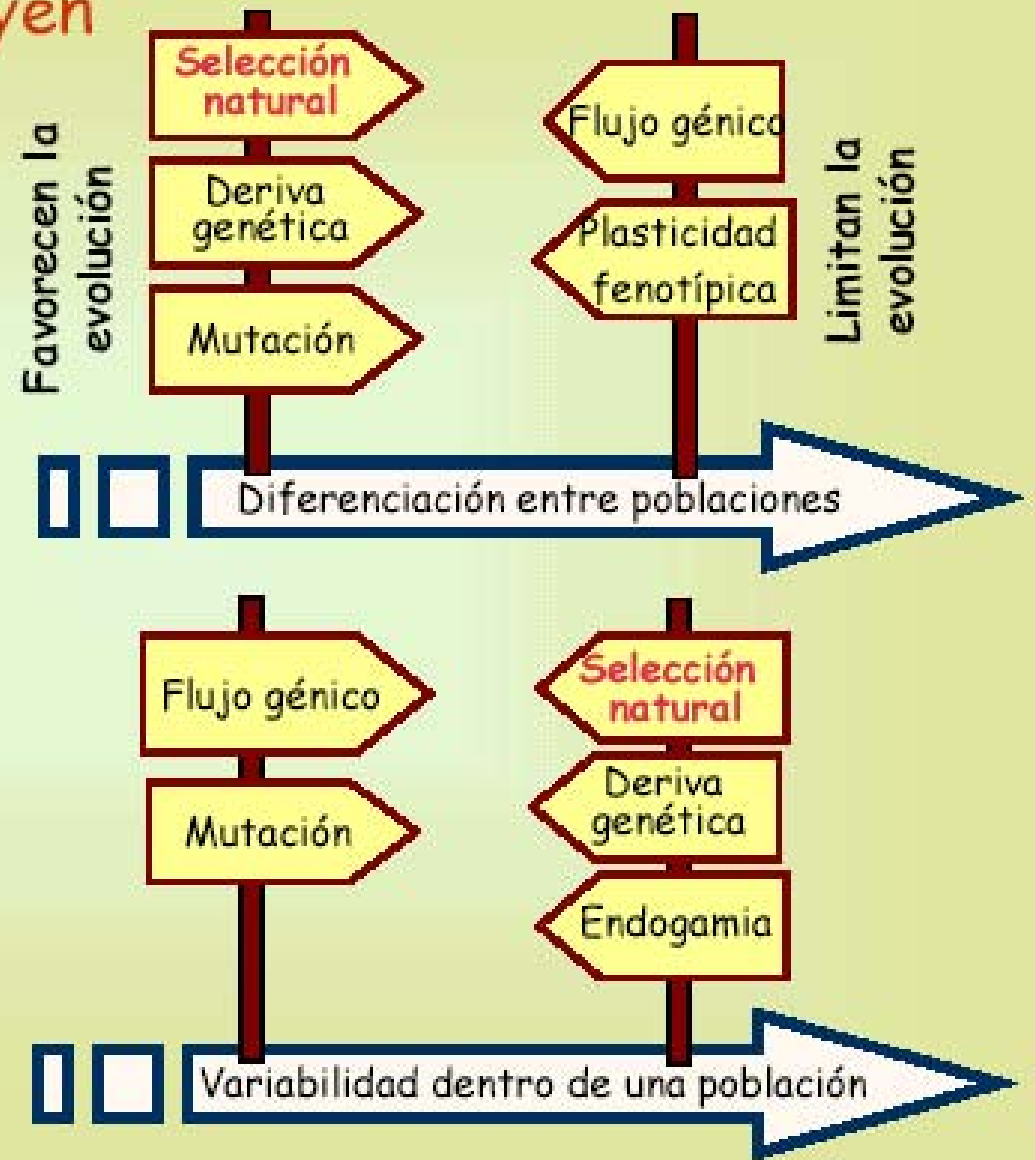 yen
Favorecen la
evolución
Selección
natural
Deriva
genética
Mutación
Flujo génico
Plasticidad
fenotípica
Limitan la
evolución
Diferenciación entre poblaciones
Flujo génico
Mutación
Selección
natural
Deriva
genética
Endogamia
Variabilidad dentro de una población